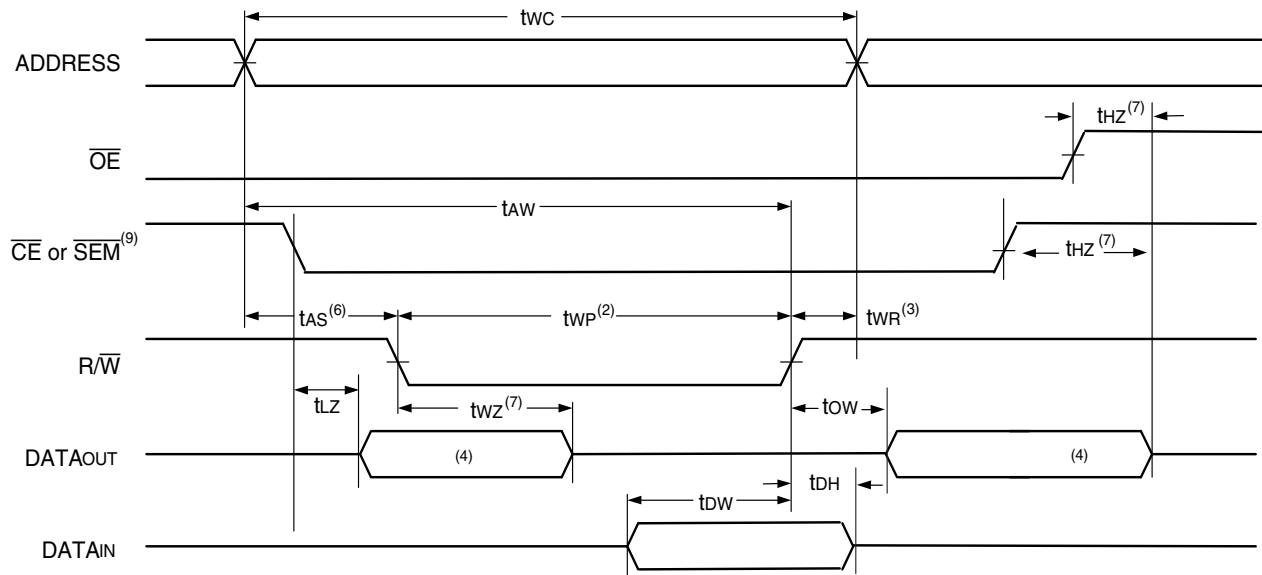 tWC
ADDRESS
tHZ(7)
OE
tAW
CE or SEM(9)
tHZ(7)
tAS(6)
tWP(2)
tWR(3)
R/W
tLZ
tWZ(7)
tOW
DATAOUT
(4)
(4)
tDW
tDH
DATAIN